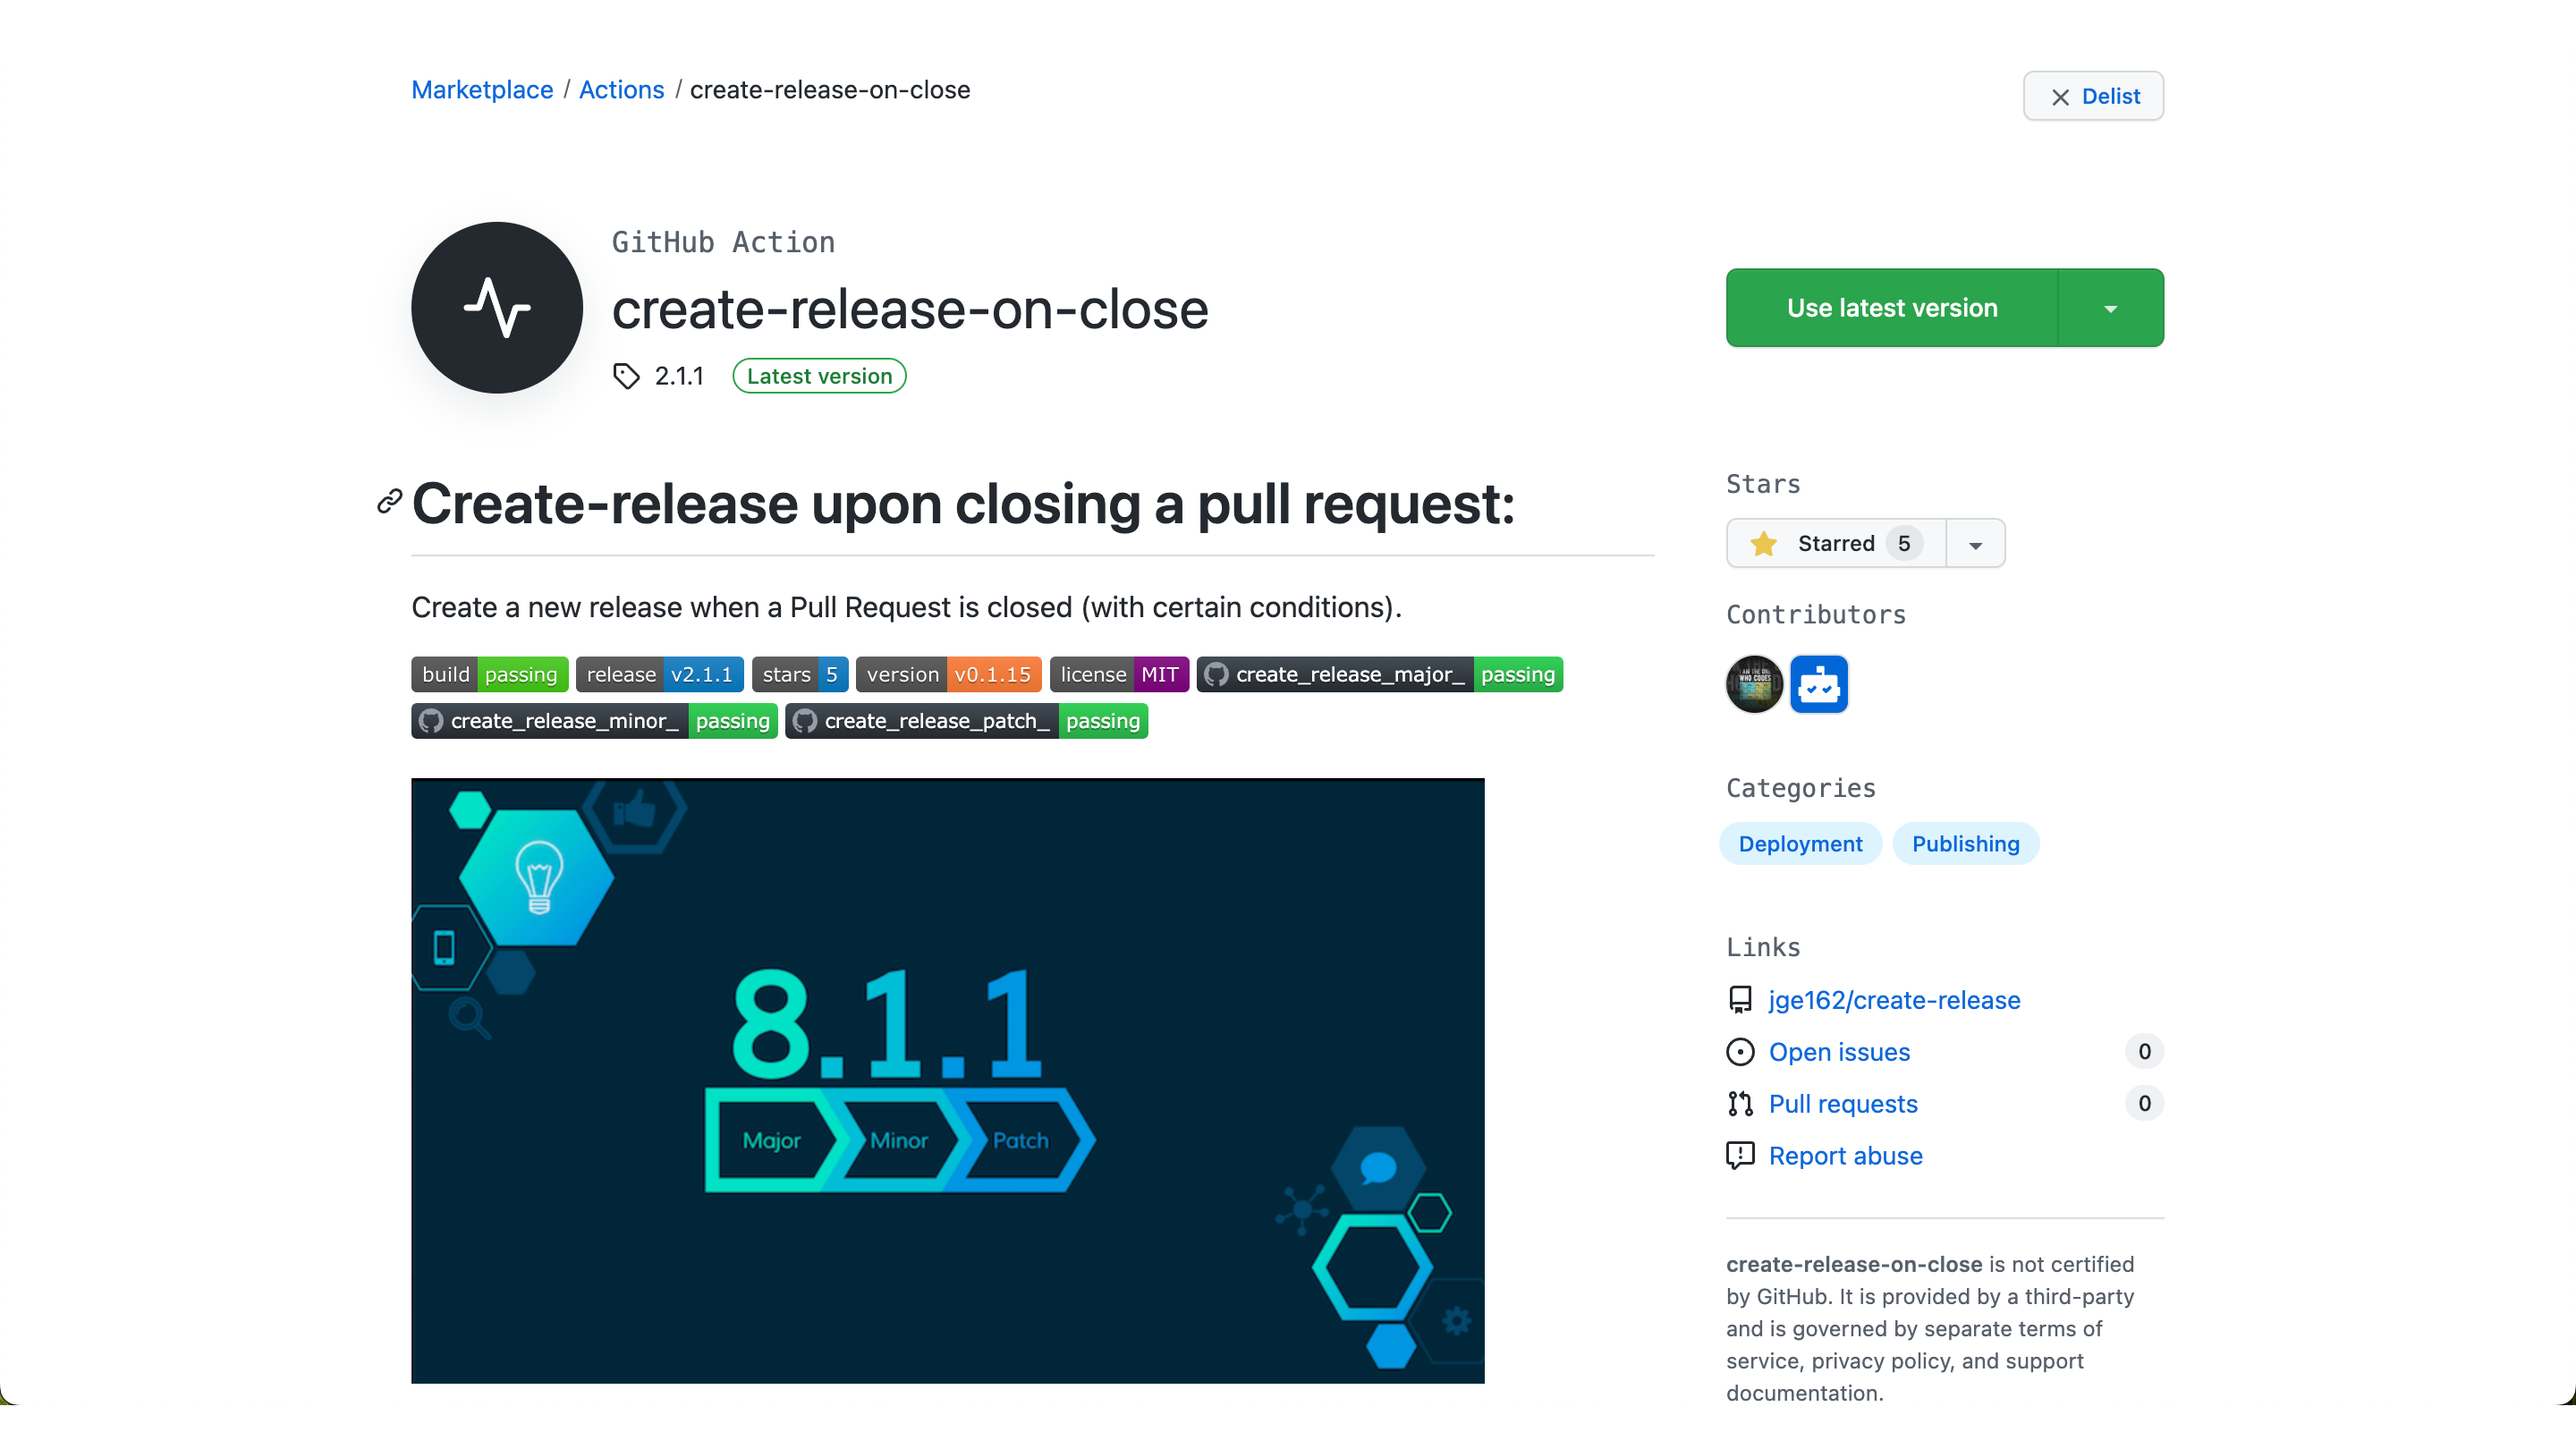 Marketplace / Actions / create-release-on-close
Delist
GitHub Action
create-release-on-close
2.1.1 Latest version
Use latest version
Create-release upon closing a pull request:
Create a new release when a Pull Request is closed (with certain conditions).
build passing release v2.1.1 stars 5 version v0.1.15 license MIT create_release_major_ passing
create_release_minor_ passing create_release_patch_ passing
8.1.1
Major Minor Patch
Stars
Starred 5
Contributors
Categories
Deployment Publishing
Links
jge162/create-release
Open issues 0
Pull requests 0
Report abuse
create-release-on-close is not certified
by GitHub. It is provided by a third-party
and is governed by separate terms of
service, privacy policy, and support
documentation.